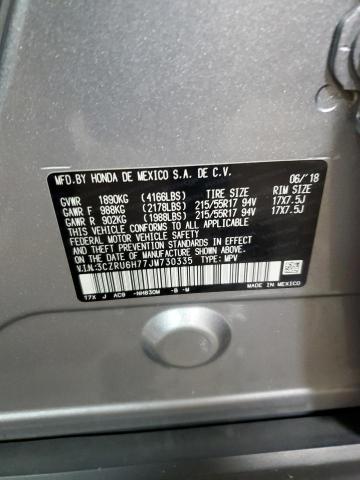 MFD.BY HONDA DE MEXICO S.A. DE C.V. 06/'18
GVWR 1890KG (4166LBS) TIRE SIZE RIM SIZE
GAWR F 988KG (2178LBS) 215/55R17 94V 17X7.5J
GAWR R 902KG (1988LBS) 215/55R17 94V 17X7.5J
THIS VEHICLE CONFORMS TO ALL APPLICABLE
FEDERAL MOTOR VEHICLE SAFETY AND THEFT
PREVENTION STANDARDS IN EFFECT ON THE
DATE OF MANUFACTURE SHOWN ABOVE.
V.I.N:3CZRU6H77JM730335 TYPE: MPV
17X J AC9 -NH830M -B -M
MADE IN MEXICO